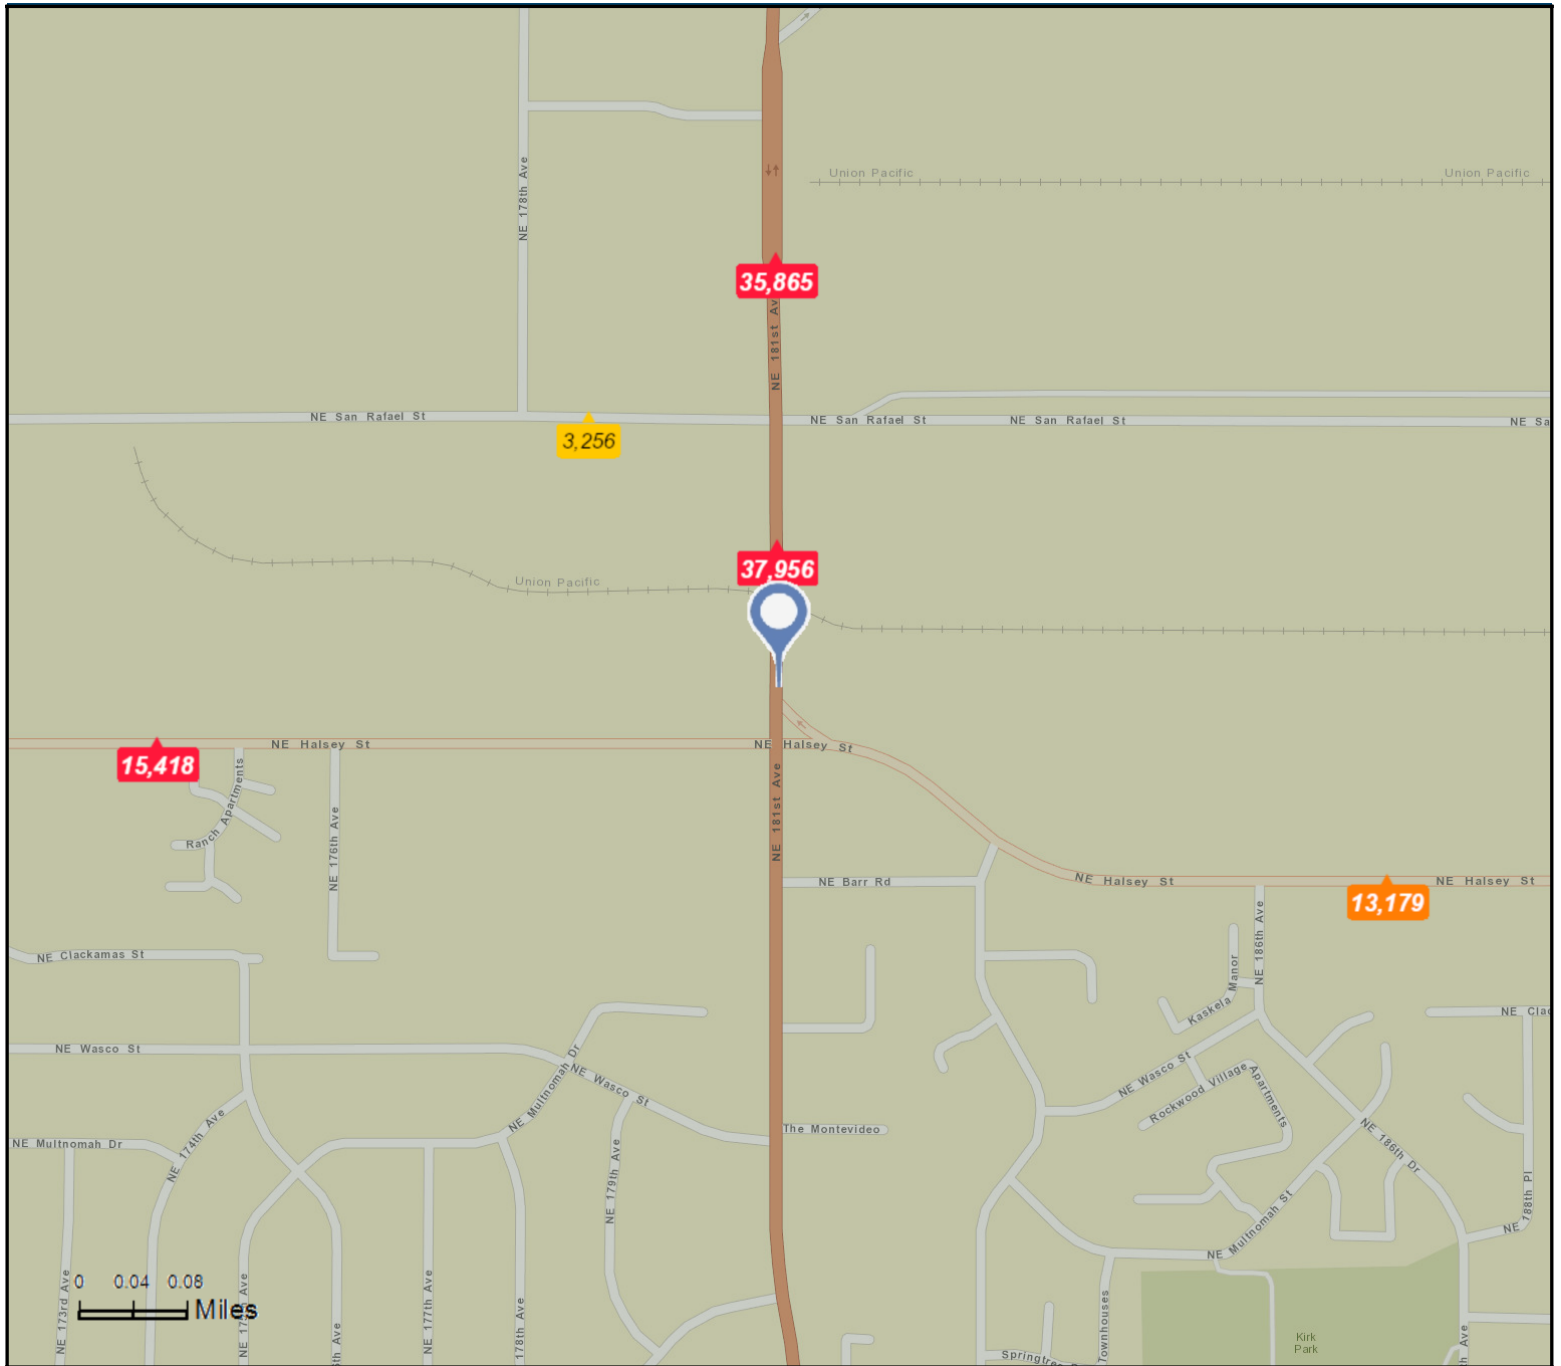 NE 178th Ave
Union Pacific
Union Pacific
35,865
NE 181st Av
NE San Rafael St
3,256
NE San Rafael St
NE San Rafael St
NE Sa
37,956
Union Pacific
NE Halsey St
15,418
NE Halsey St
NE 181st Ave
Ranch Apartments
NE 176th Ave
NE Barr Rd
NE Halsey St
NE Halsey St
13,179
NE 186th Ave
Kaskela Manor
NE Clackamas St
NE Clac
NE Wasco St
NE Multnomah Dr
NE Wasco St
NE Wasco St
Rockwood Village Apartments
NE Multnomah Dr
NE 174th Ave
The Montevideo
NE 179th Ave
NE 186th Dr
NE 188th Pl
NE Multnomah St
0 0.04 0.08
Miles
NE 173rd Ave
NE 177th Ave
178th Ave
Townhouses
Kirk
Park
h Ave